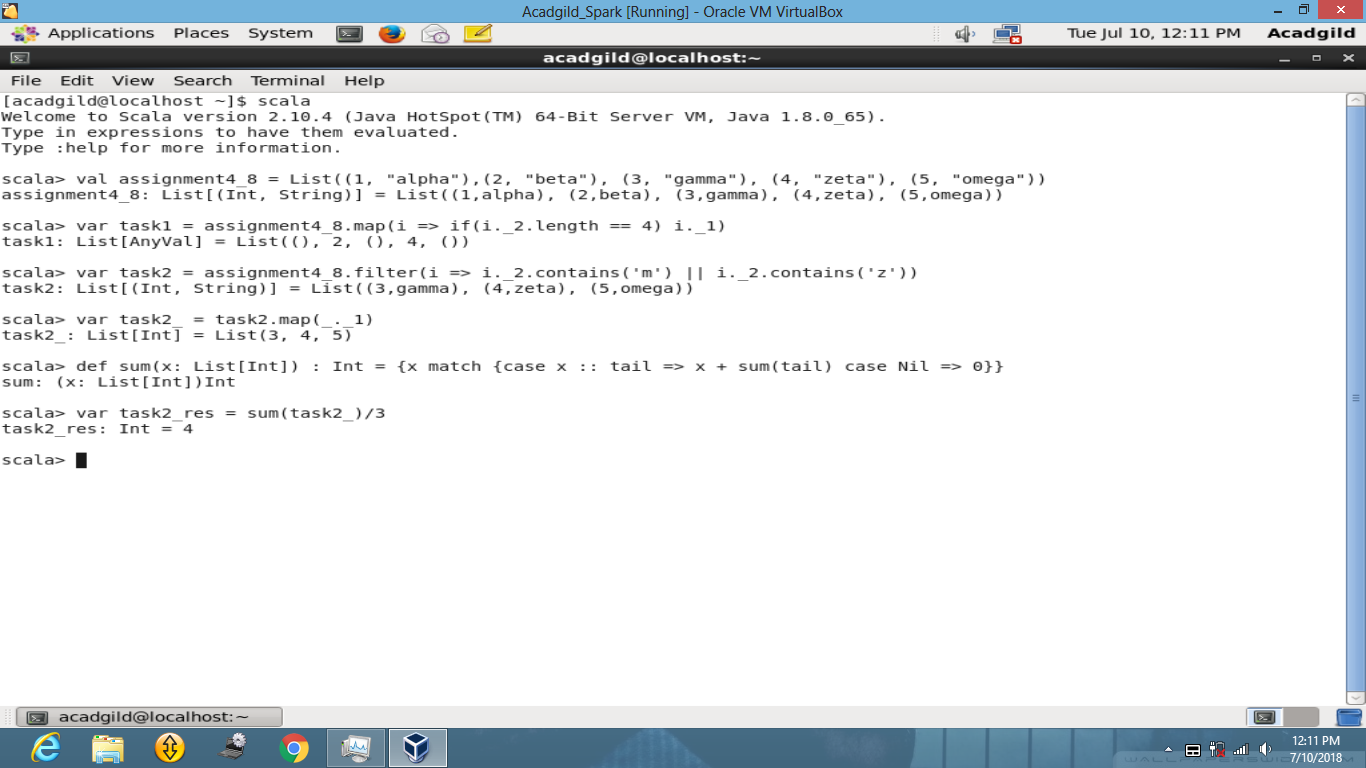 Acadgild_Spark [Running] - Oracle VM VirtualBox
Applications Places System Tue Jul 10, 12:11 PM Acadgild
acadgild@localhost:~
File Edit View Search Terminal Help
[acadgild@localhost ~]$ scala
Welcome to Scala version 2.10.4 (Java HotSpot(TM) 64-Bit Server VM, Java 1.8.0_65).
Type in expressions to have them evaluated.
Type :help for more information.
scala> val assignment4_8 = List((1, "alpha"),(2, "beta"), (3, "gamma"), (4, "zeta"), (5, "omega"))
assignment4_8: List[(Int, String)] = List((1,alpha), (2,beta), (3,gamma), (4,zeta), (5,omega))
scala> var task1 = assignment4_8.map(i => if(i._2.length == 4) i._1)
task1: List[AnyVal] = List((), 2, (), 4, ())
scala> var task2 = assignment4_8.filter(i => i._2.contains('m') || i._2.contains('z'))
task2: List[(Int, String)] = List((3,gamma), (4,zeta), (5,omega))
scala> var task2_ = task2.map(_._1)
task2_: List[Int] = List(3, 4, 5)
scala> def sum(x: List[Int]) : Int = {x match {case x :: tail => x + sum(tail) case Nil => 0}}
sum: (x: List[Int])Int
scala> var task2_res = sum(task2_)/3
task2_res: Int = 4
scala>
acadgild@localhost:~
12:11 PM
7/10/2018